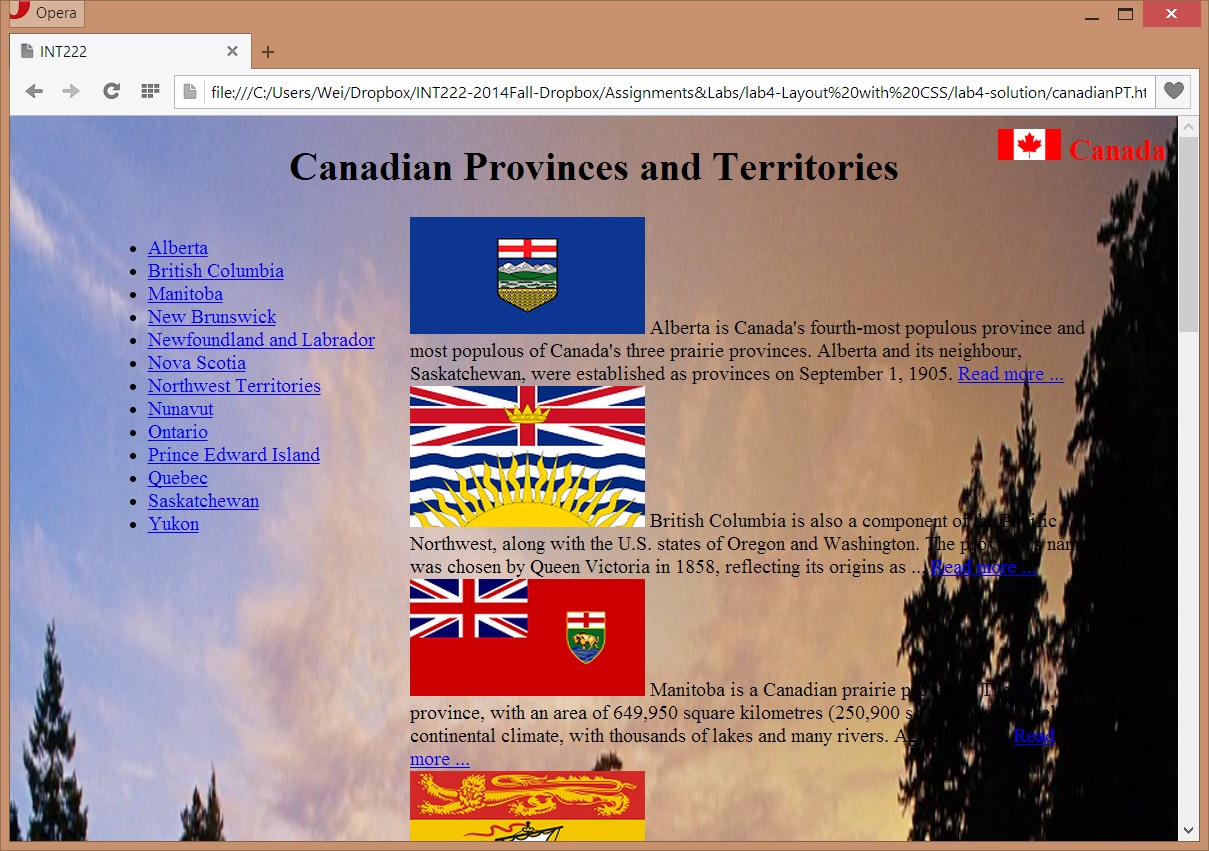 Opera
INT222
file:///C:/Users/Wei/Dropbox/INT222-2014Fall-Dropbox/Assignments&Labs/lab4-Layout%20with%20CSS/lab4-solution/canadianPT.ht
Canada
Canadian Provinces and Territories
Alberta
British Columbia
Manitoba
New Brunswick
Newfoundland and Labrador
Nova Scotia
Northwest Territories
Nunavut
Ontario
Prince Edward Island
Quebec
Saskatchewan
Yukon
Alberta is Canada's fourth-most populous province and
most populous of Canada's three prairie provinces. Alberta and its neighbour,
Saskatchewan, were established as provinces on September 1, 1905. Read more ...
British Columbia is also a component of the Pacific
Northwest, along with the U.S. states of Oregon and Washington. The province's name
was chosen by Queen Victoria in 1858, reflecting its origins as ... Read more ...
Manitoba is a Canadian prairie
province, with an area of 649,950 square kilometres (250,900
continental climate, with thousands of lakes and many rivers. Read
more ...